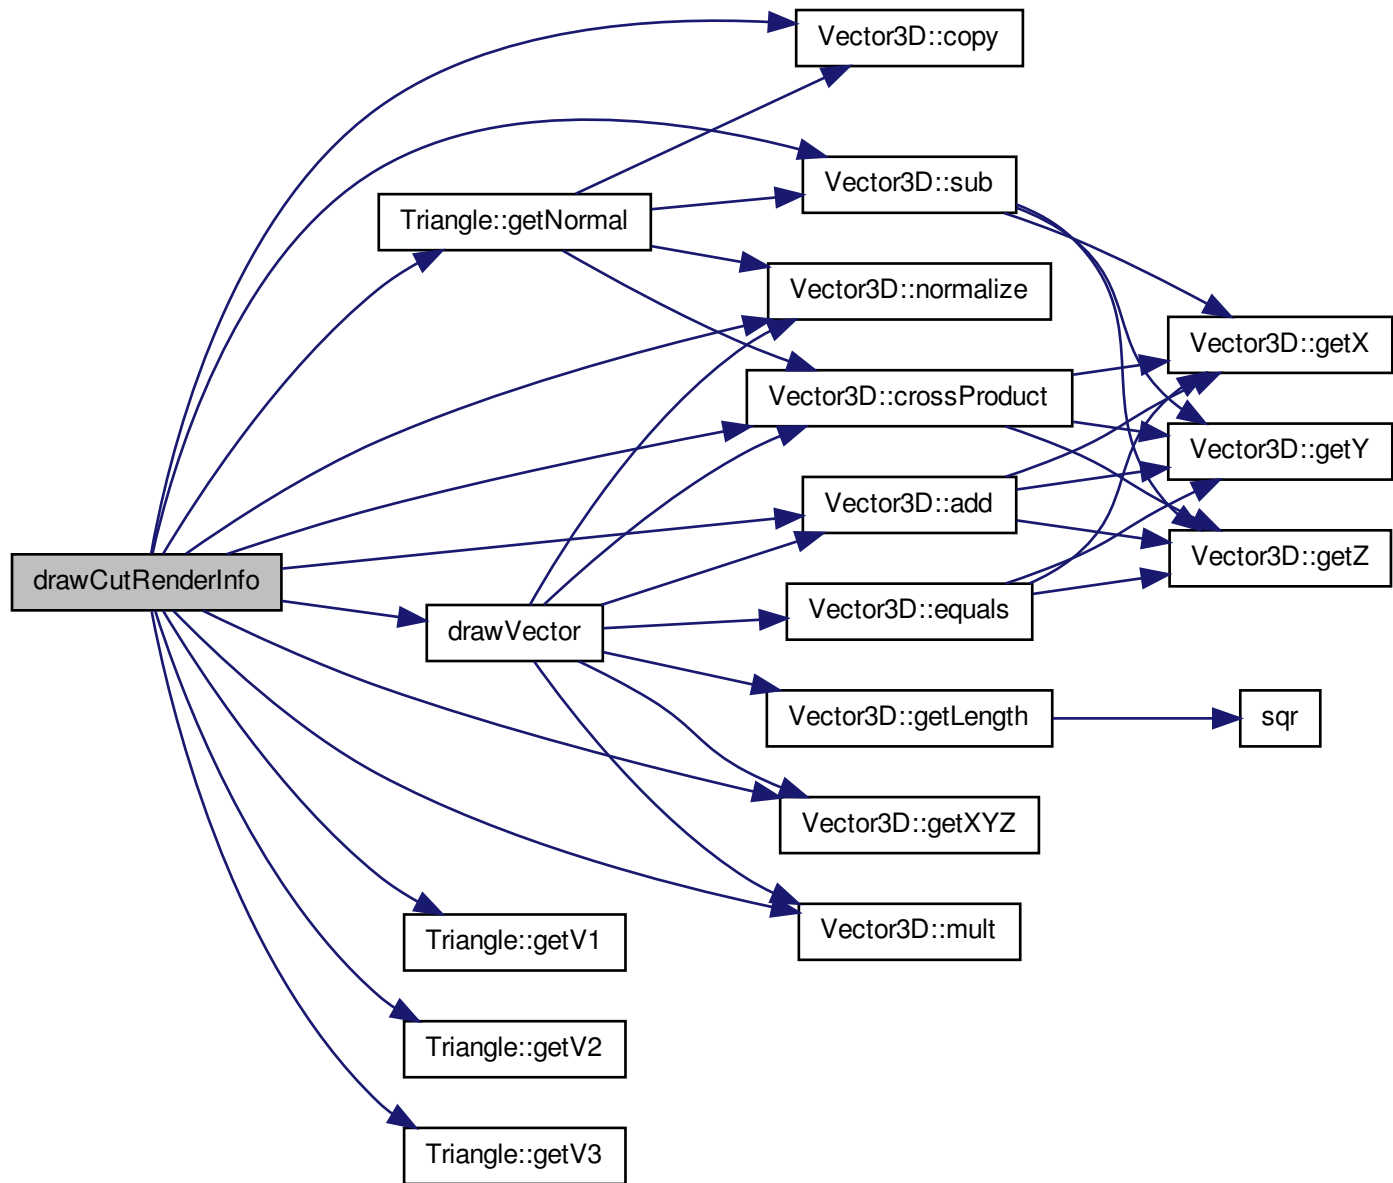 Vector3D::copy
Vector3D::sub
Triangle::getNormal
Vector3D::normalize
Vector3D::getX
Vector3D::crossProduct
Vector3D::getY
Vector3D::add
Vector3D::getZ
drawCutRenderInfo
Vector3D::equals
drawVector
Vector3D::getLength
sqr
Vector3D::getXYZ
Vector3D::mult
Triangle::getV1
Triangle::getV2
Triangle::getV3